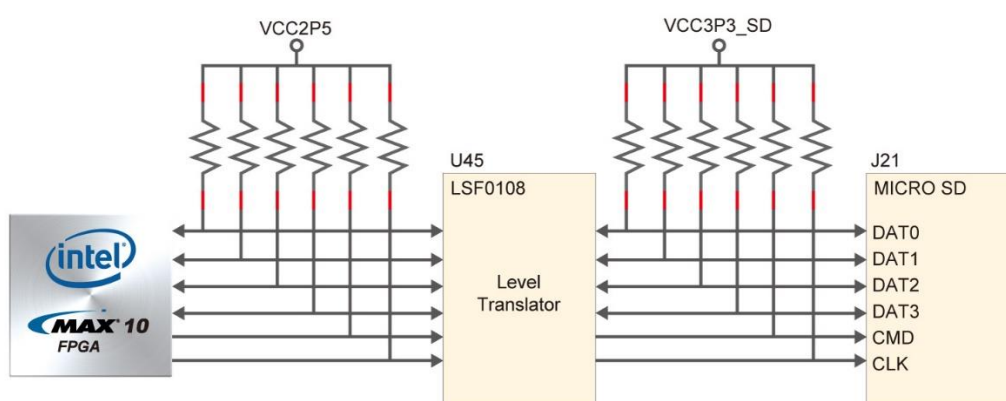 VCC2P5
VCC3P3_SD
U45
LSF0108
J21
MICRO SD
intel
MAX® 10
FPGA
Level
Translator
DAT0
DAT1
DAT2
DAT3
CMD
CLK